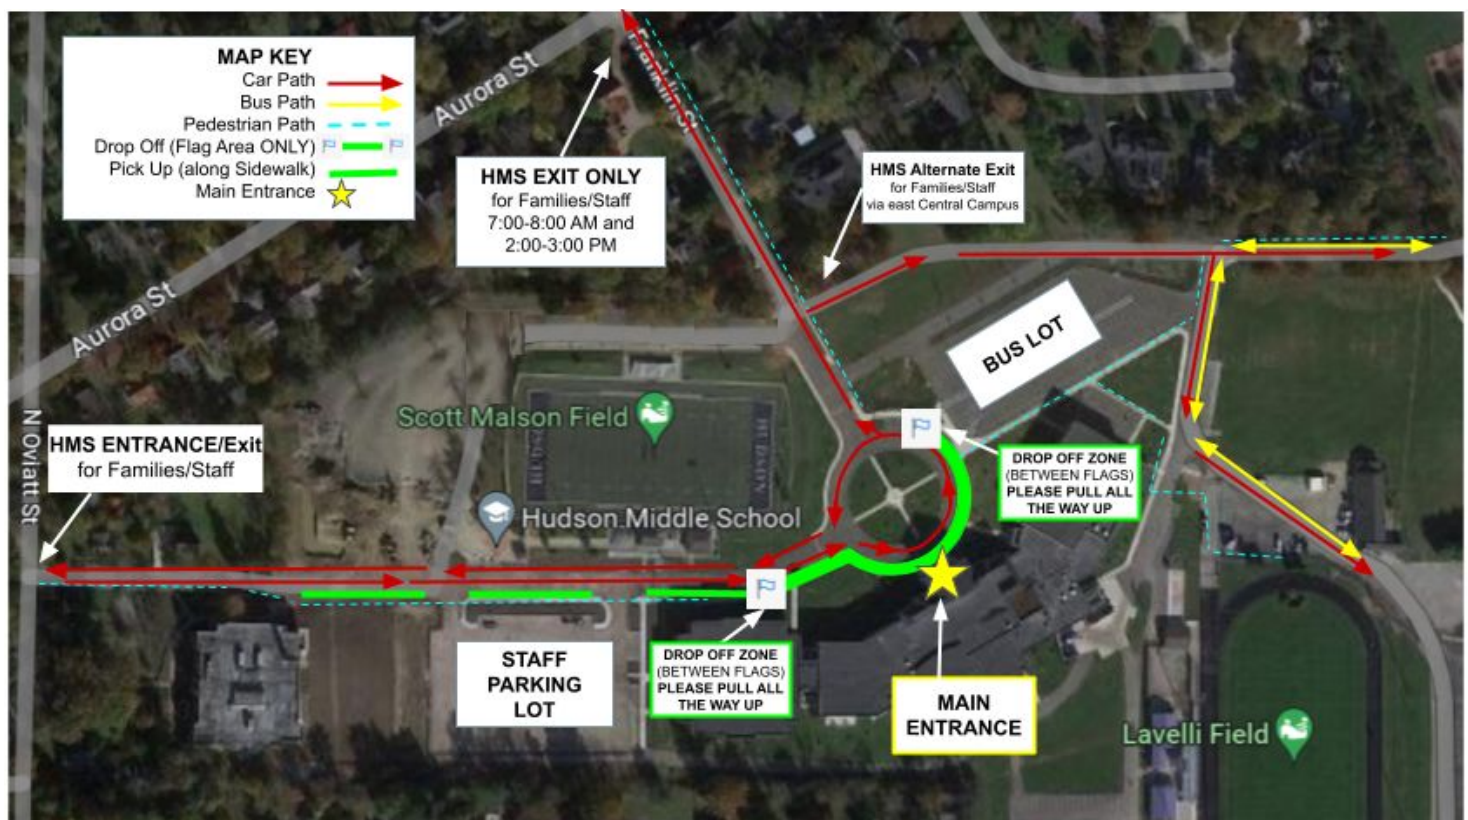 MAP KEY
Car Path
Bus Path
Pedestrian Path
Drop Off (Flag Area ONLY)
Pick Up (along Sidewalk)
Main Entrance
Aurora St
Franklin St
HMS EXIT ONLY
for Families/Staff
7:00-8:00 AM and
2:00-3:00 PM
HMS Alternate Exit
for Families/Staff
via east Central Campus
Aurora St
BUS LOT
Scott Malson Field
HUDSON
N Oviatt St
HMS ENTRANCE/Exit
for Families/Staff
DROP OFF ZONE
(BETWEEN FLAGS)
PLEASE PULL ALL
THE WAY UP
Hudson Middle School
STAFF
PARKING
LOT
DROP OFF ZONE
(BETWEEN FLAGS)
PLEASE PULL ALL
THE WAY UP
MAIN
ENTRANCE
Lavelli Field